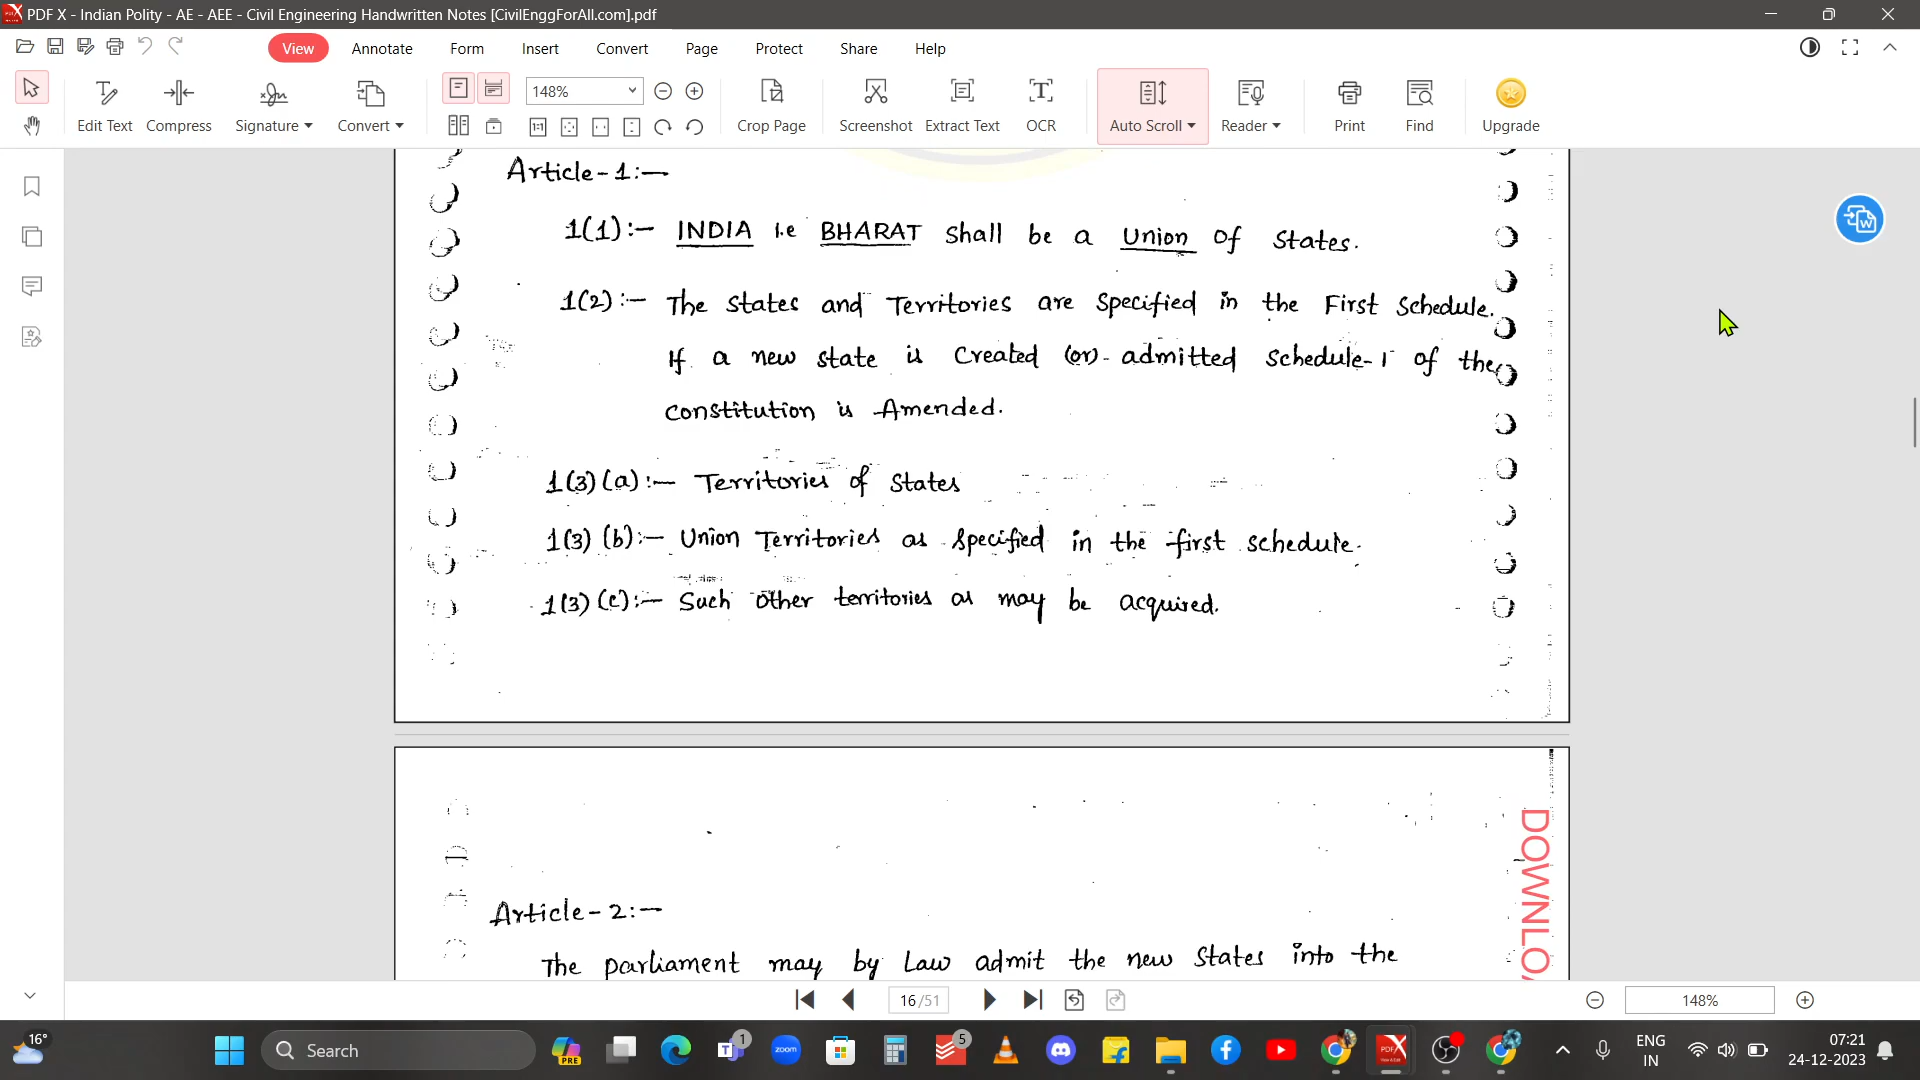 PDF X - Indian Polity - AE - AEE - Civil Engineering Handwritten Notes [CivilEnggForAll.com].pdf
View Annotate Form Insert Convert Page Protect Share Help
148%
Edit Text Compress Signature Convert Crop Page Screenshot Extract Text OCR Auto Scroll Reader Print Find Upgrade
Article-1:-
1(1):- INDIA i.e BHARAT shall be a Union of States.
1(2):- The States and Territories are Specified in the First Schedule.
If a new state is Created (or) admitted Schedule-1 of the
Constitution is Amended.
1(3)(a):- Territories of States
1(3)(b):- Union Territories as Specified in the first schedule.
1(3)(c):- Such other territories as may be acquired.
Article-2:-
The parliament may by Law admit the new States into the
DOWNLOA
16 /51
148%
16°
Search
PRE
1
zoom
5
PDF X
ENG
IN
07:21
24-12-2023